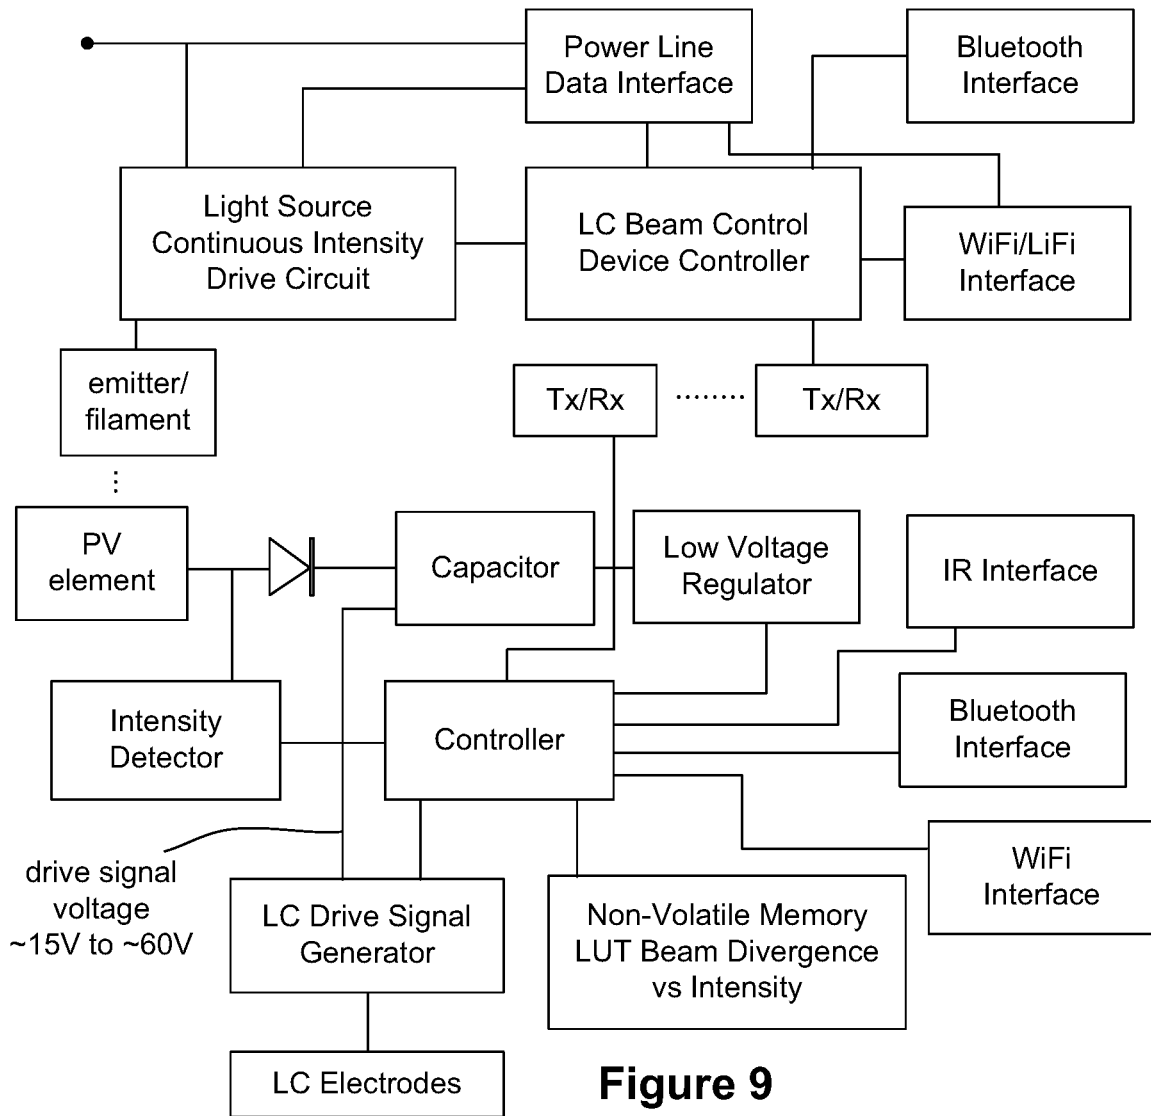 Power Line
Data Interface
Bluetooth
Interface
Light Source
Continuous Intensity
Drive Circuit
LC Beam Control
Device Controller
WiFi/LiFi
Interface
emitter/
filament
Tx/Rx
Tx/Rx
PV
element
Capacitor
Low Voltage
Regulator
IR Interface
Intensity
Detector
Controller
Bluetooth
Interface
drive signal
voltage
~15V to ~60V
LC Drive Signal
Generator
Non-Volatile Memory
LUT Beam Divergence
vs Intensity
WiFi
Interface
LC Electrodes
Figure 9